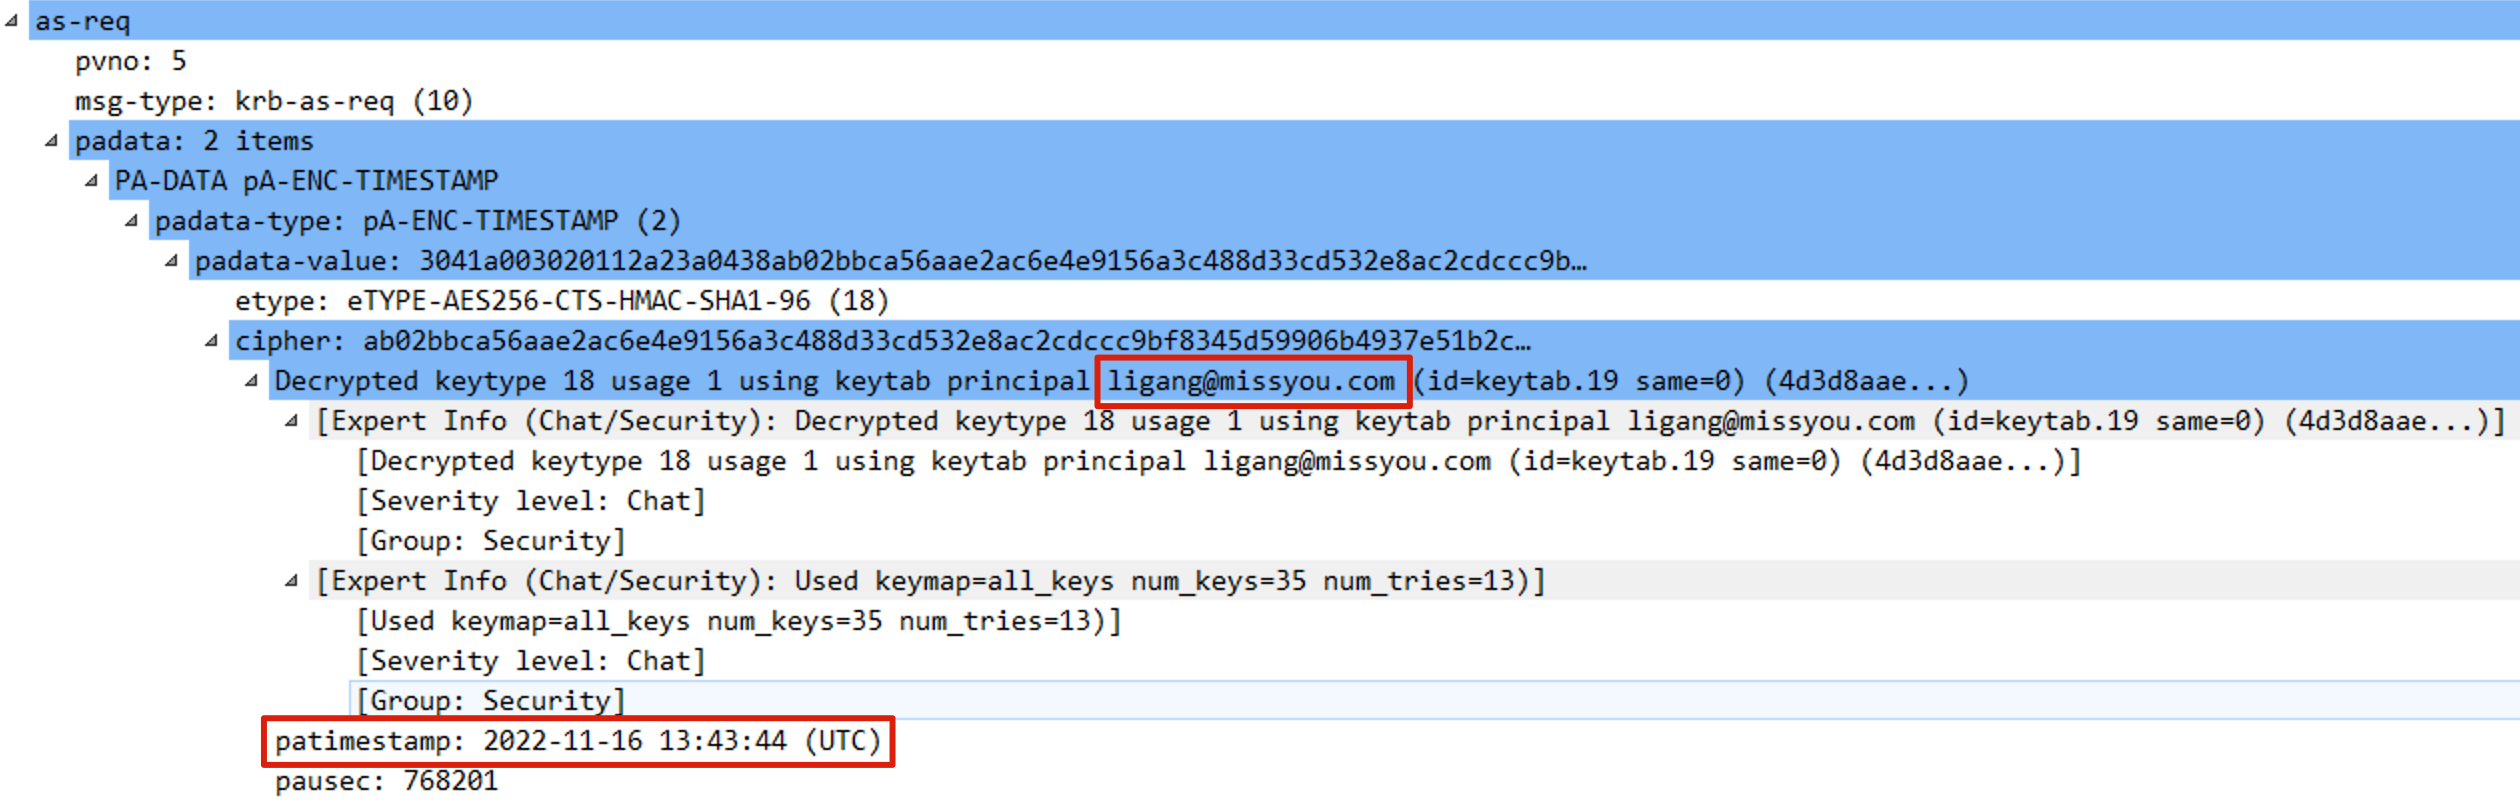 as-req
pvno: 5
msg-type: krb-as-req (10)
padata: 2 items
PA-DATA pA-ENC-TIMESTAMP
padata-type: pA-ENC-TIMESTAMP (2)
padata-value: 3041a003020112a23a0438ab02bbca56aae2ac6e4e9156a3c488d33cd532e8ac2cdccc9b…
etype: eTYPE-AES256-CTS-HMAC-SHA1-96 (18)
cipher: ab02bbca56aae2ac6e4e9156a3c488d33cd532e8ac2cdccc9bf8345d59906b4937e51b2c…
Decrypted keytype 18 usage 1 using keytab principal ligang@missyou.com (id=keytab.19 same=0) (4d3d8aae...)
[Expert Info (Chat/Security): Decrypted keytype 18 usage 1 using keytab principal ligang@missyou.com (id=keytab.19 same=0) (4d3d8aae...)]
[Decrypted keytype 18 usage 1 using keytab principal ligang@missyou.com (id=keytab.19 same=0) (4d3d8aae...)]
[Severity level: Chat]
[Group: Security]
[Expert Info (Chat/Security): Used keymap=all_keys num_keys=35 num_tries=13)]
[Used keymap=all_keys num_keys=35 num_tries=13)]
[Severity level: Chat]
[Group: Security]
patimestamp: 2022-11-16 13:43:44 (UTC)
pausec: 768201